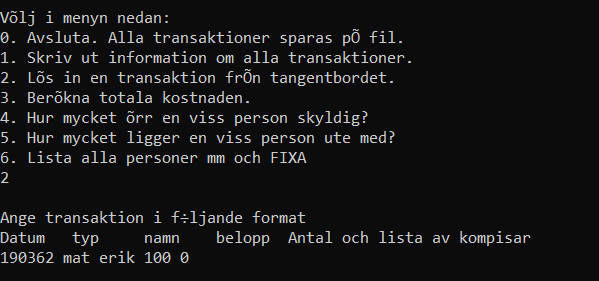 Võlj i menyn nedan:
0. Avsluta. Alla transaktioner sparas pÕ fil.
1. Skriv ut information om alla transaktioner.
2. Lõs in en transaktion frÕn tangentbordet.
3. Berõkna totala kostnaden.
4. Hur mycket õrr en viss person skyldig?
5. Hur mycket ligger en viss person ute med?
6. Lista alla personer mm och FIXA
2
Ange transaktion i f÷ljande format
Datum typ namn belopp Antal och lista av kompisar
190362 mat erik 100 0